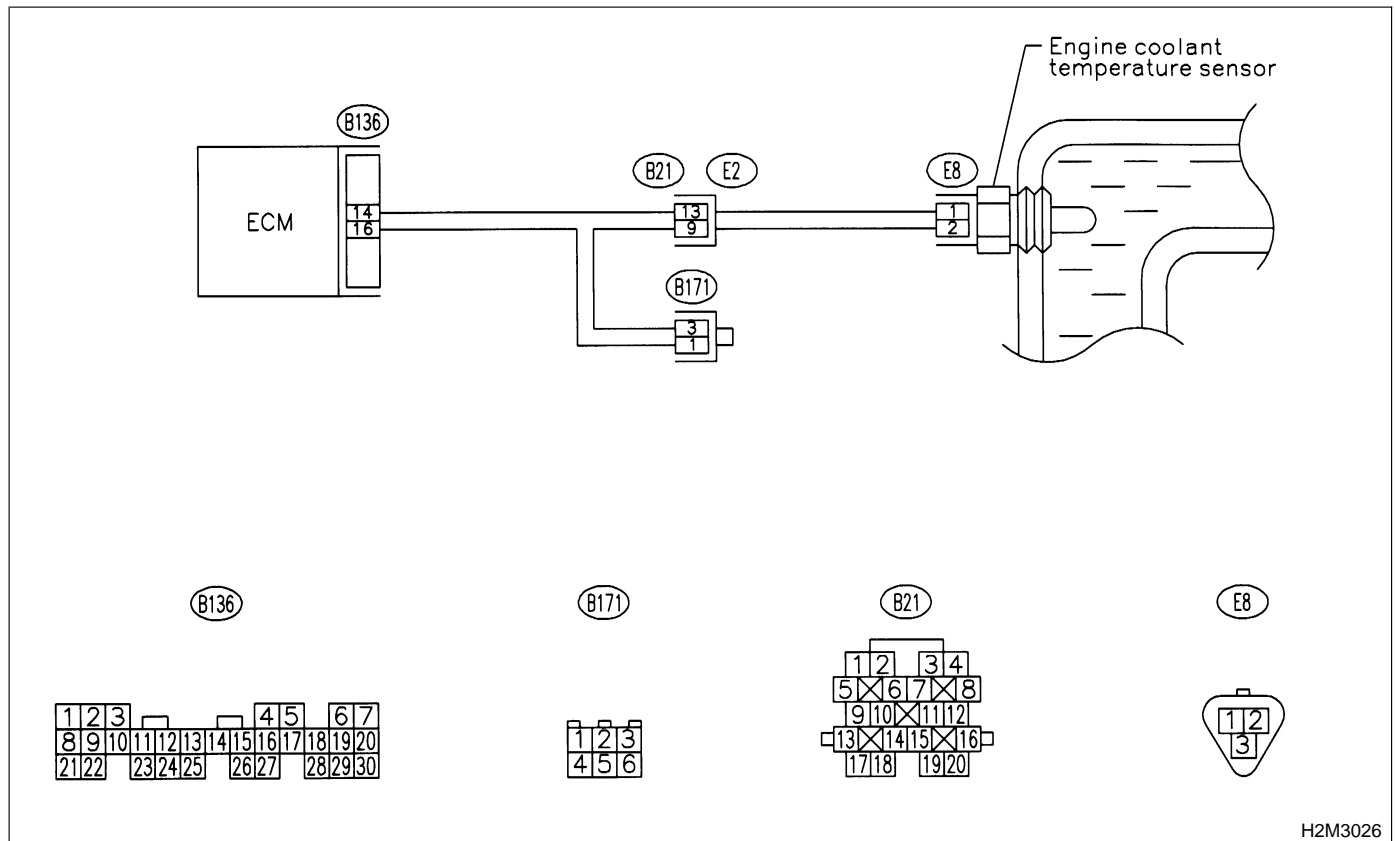 Engine coolant
temperature sensor
B136
B21 E2 E8
ECM
14
16
13
9
1
2
B171
3
1
B136 B171 B21 E8
1 2 3 4 5 6 7
8 9 10 11 12 13 14 15 16 17 18 19 20
21 22 23 24 25 26 27 28 29 30
1 2 3
4 5 6
1 2 3 4
5 6 7 8
9 10 11 12
13 14 15 16
17 18 19 20
1 2
3
H2M3026